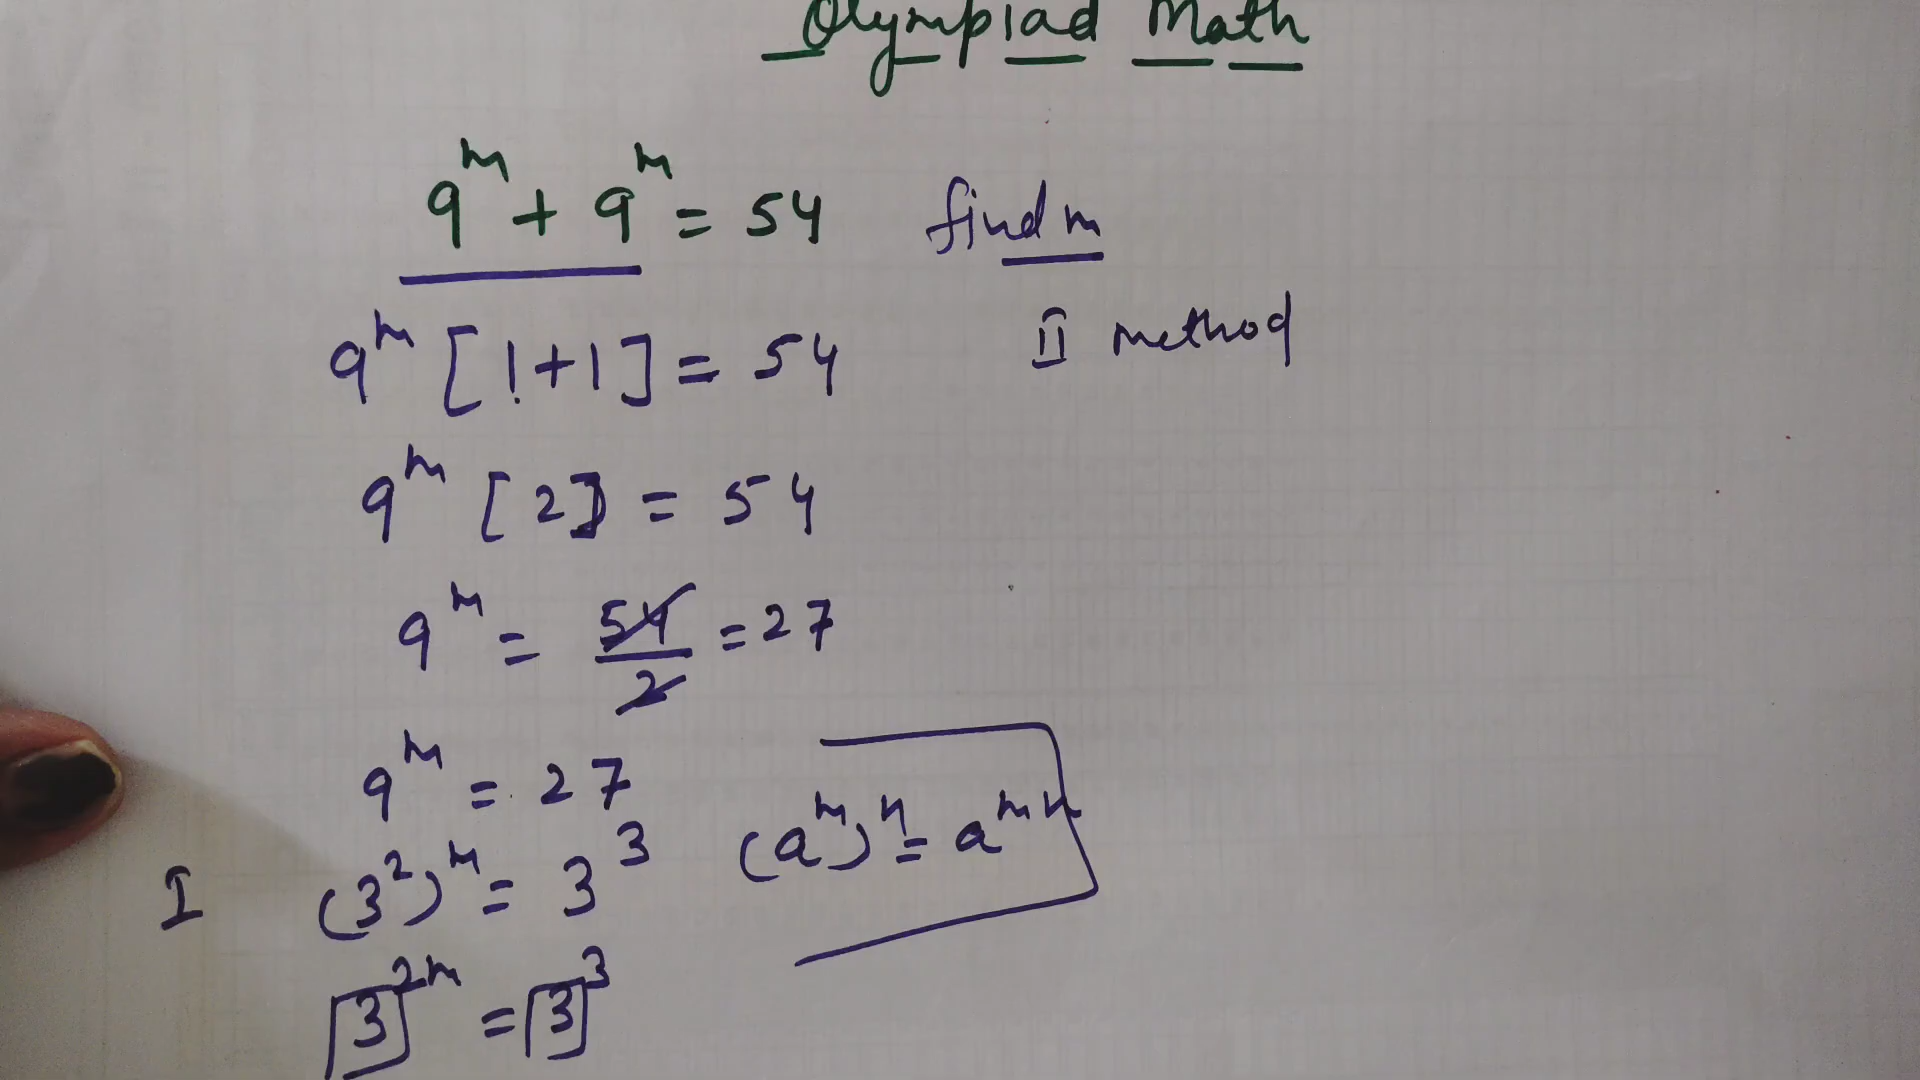 Olympiad Math
9^m + 9^m = 54 find m
9^m [1+1] = 54
II method
9^m [2] = 54
9^m = 54/2 = 27
9^m = 27
I (3^2)^m = 3^3
(a^m)^n = a^mn
3^2m = 3^3